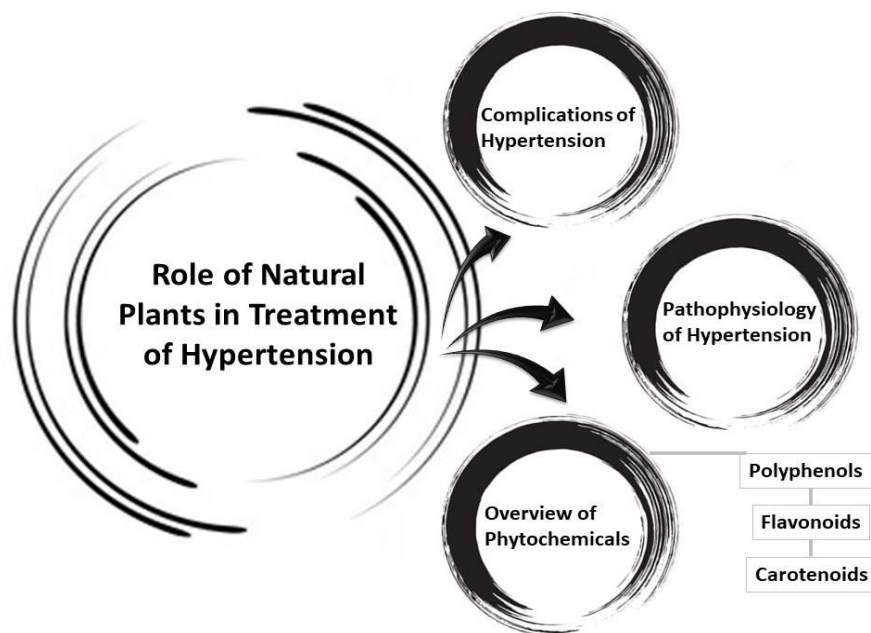 Complications of
Hypertension
Role of Natural
Plants in Treatment
of Hypertension
Pathophysiology
of Hypertension
Overview of
Phytochemicals
Polyphenols
Flavonoids
Carotenoids